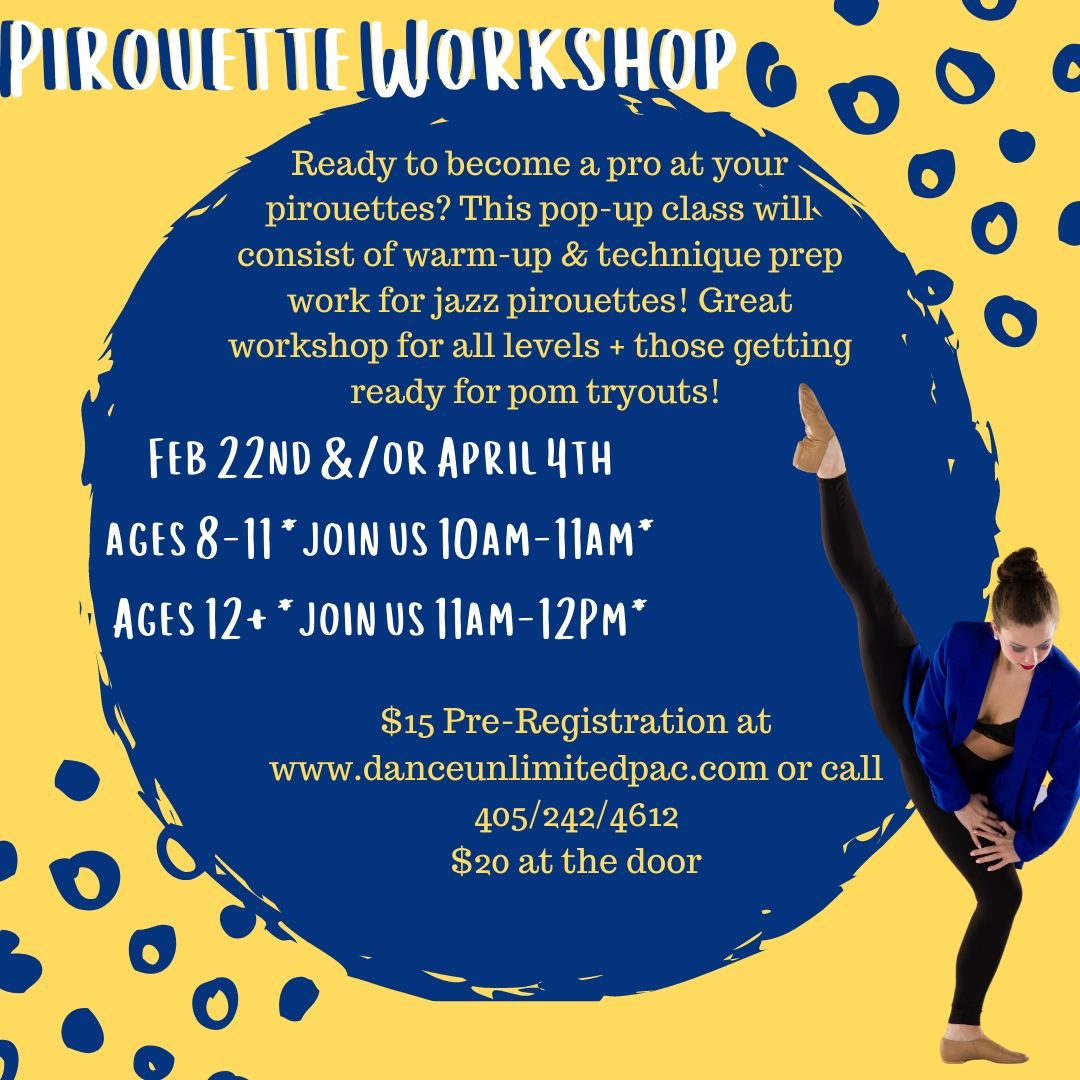 Pirouette Workshop
Ready to become a pro at your
pirouettes? This pop-up class will
consist of warm-up & technique prep
work for jazz pirouettes! Great
workshop for all levels + those getting
ready for pom tryouts!
Feb 22nd &/or April 4th
ages 8-11 *join us 10am-11am*
Ages 12+ *join us 11am-12pm*
$15 Pre-Registration at
www.danceunlimitedpac.com or call
405/242/4612
$20 at the door